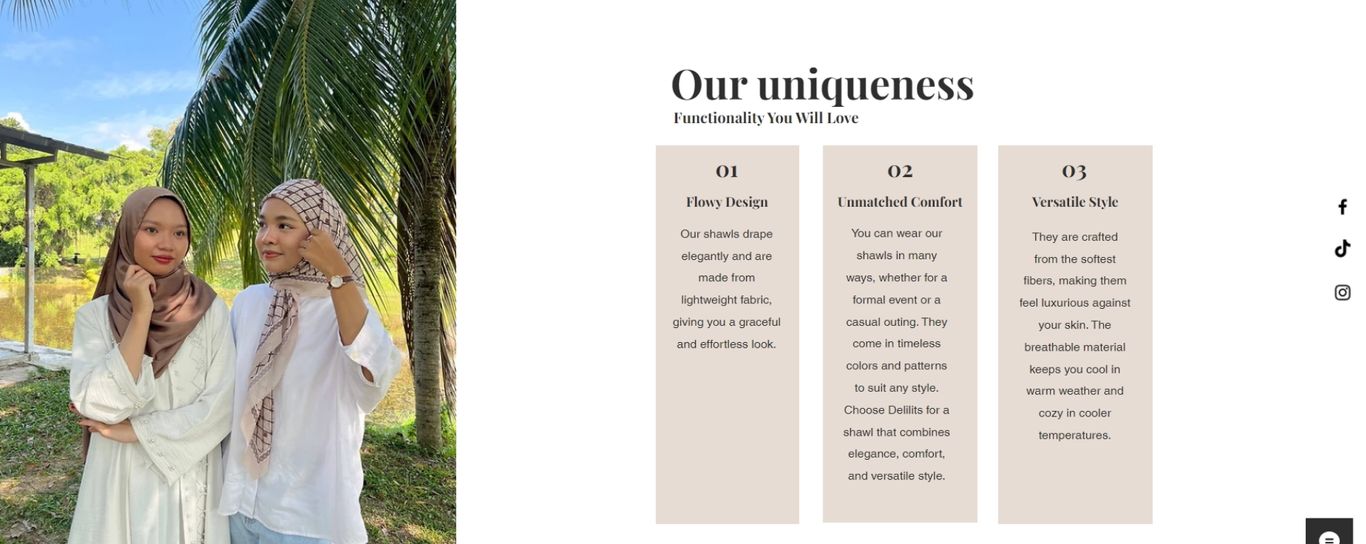 Our uniqueness
Functionality You Will Love
01
Flowy Design
Our shawls drape
elegantly and are
made from
lightweight fabric,
giving you a graceful
and effortless look.
02
Unmatched Comfort
You can wear our
shawls in many
ways, whether for a
formal event or a
casual outing. They
come in timeless
colors and patterns
to suit any style.
Choose Delilits for a
shawl that combines
elegance, comfort,
and versatile style.
03
Versatile Style
They are crafted
from the softest
fibers, making them
feel luxurious against
your skin. The
breathable material
keeps you cool in
warm weather and
cozy in cooler
temperatures.